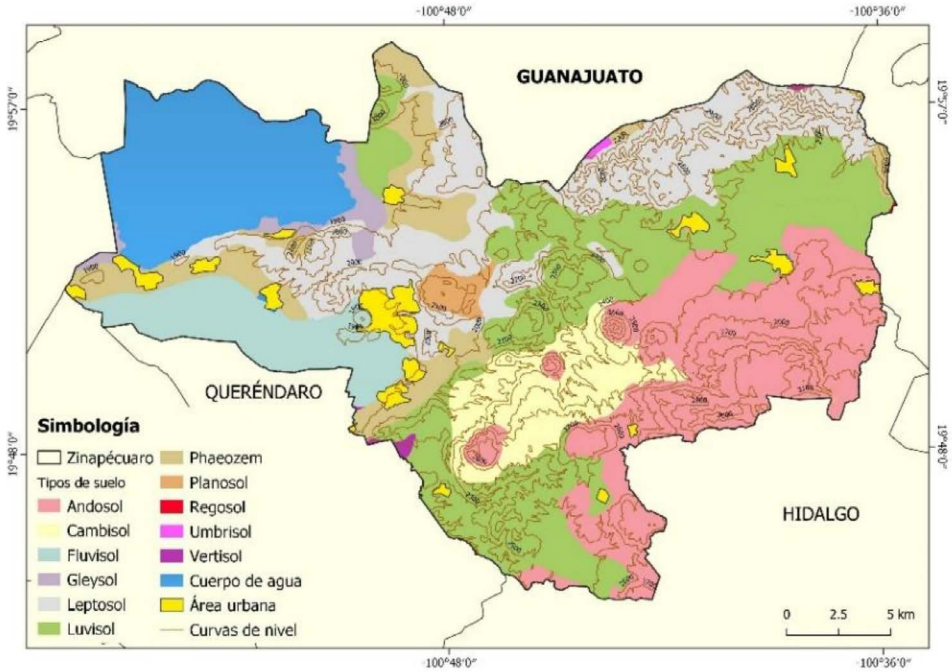 -100°48'0" -100°36'0"
GUANAJUATO
19°57'0" 19°57'0"
QUERÉNDARO
19°48'0" 19°48'0"
HIDALGO
Simbología
Zinapécuaro
Tipos de suelo
Andosol
Cambisol
Fluvisol
Gleysol
Leptosol
Luvisol
Phaeozem
Planosol
Regosol
Umbrisol
Vertisol
Cuerpo de agua
Área urbana
Curvas de nivel
0 2.5 5 km
-100°48'0" -100°36'0"